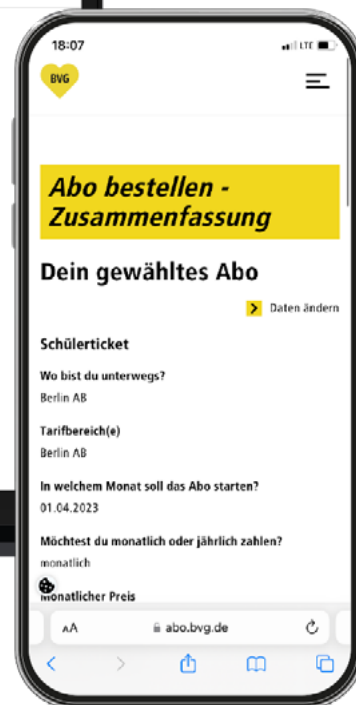 18:07
LTE
BVG
Abo bestellen -
Zusammenfassung
Dein gewähltes Abo
Daten ändern
Schülerticket
Wo bist du unterwegs?
Berlin AB
Tarifbereich(e)
Berlin AB
In welchem Monat soll das Abo starten?
01.04.2023
Möchtest du monatlich oder jährlich zahlen?
monatlich
Monatlicher Preis
AA abo.bvg.de